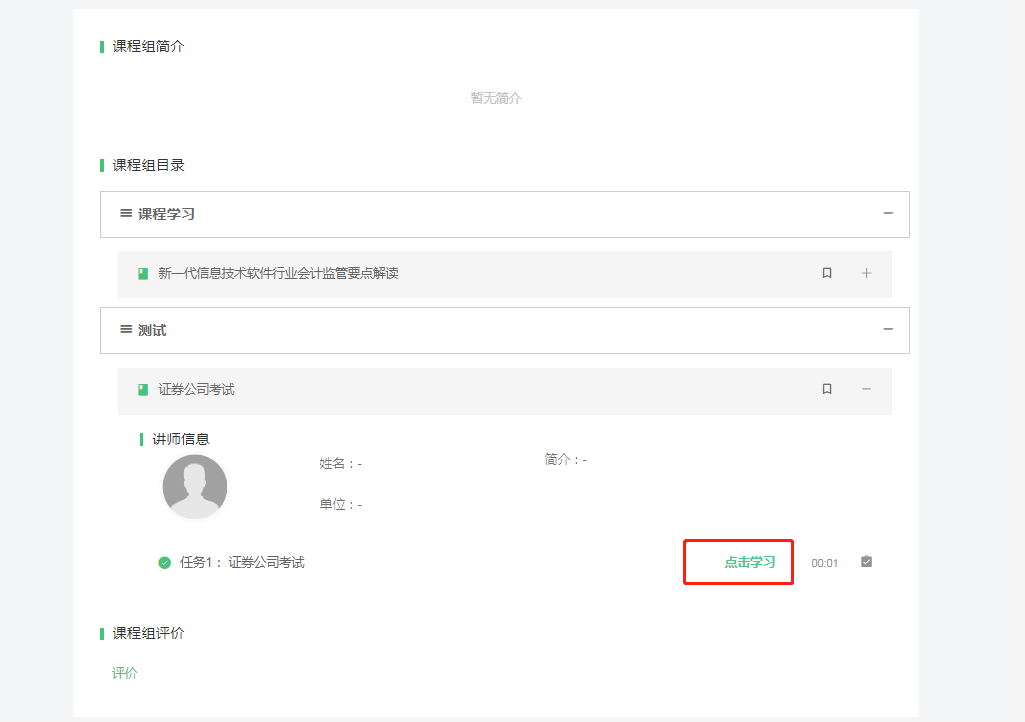 课程组简介
暂无简介
课程组目录
课程学习
新一代信息技术软件行业会计监管要点解读
测试
证券公司考试
讲师信息
姓名：-
简介：-
单位：-
任务1： 证券公司考试
点击学习
00:01
课程组评价
评价